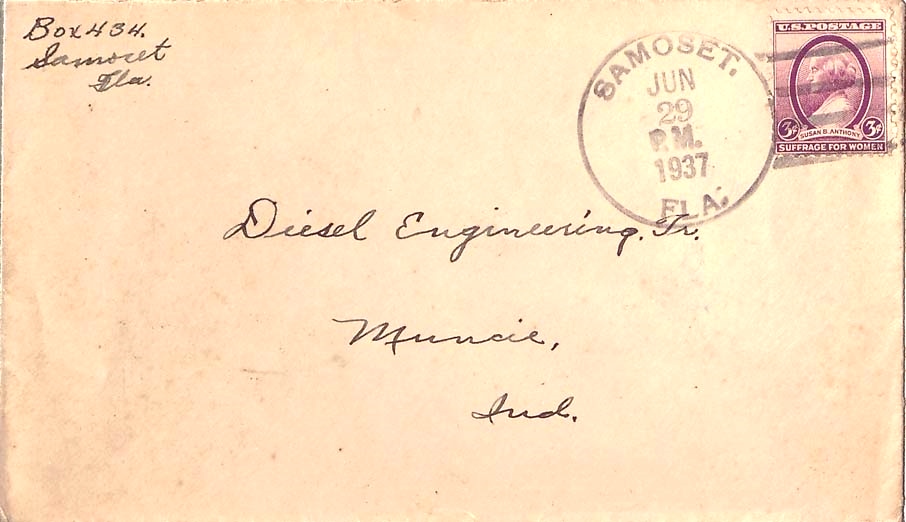 Box 434.
Samoset
Fla.
SAMOSET.
JUN
29
P.M.
1937
FLA.
U.S. POSTAGE
3¢ SUSAN B. ANTHONY 3¢
SUFFRAGE FOR WOMEN
Diesel Engineering. Tr.
Muncie,
Ind.